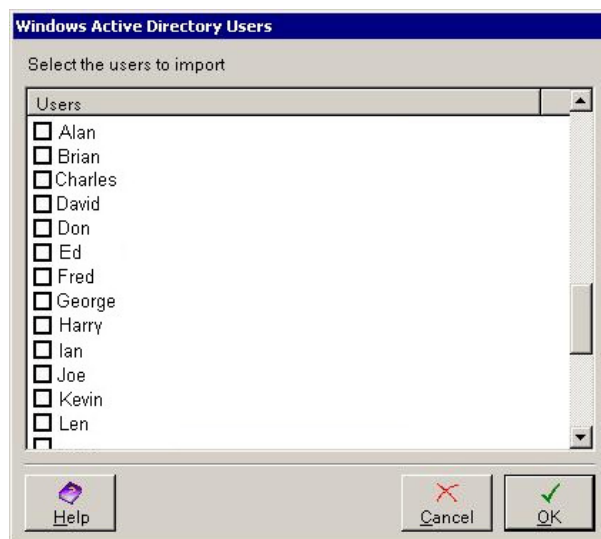 Windows Active Directory Users
Select the users to import
Users
Alan
Brian
Charles
David
Don
Ed
Fred
George
Harry
Ian
Joe
Kevin
Len
Help
Cancel
OK